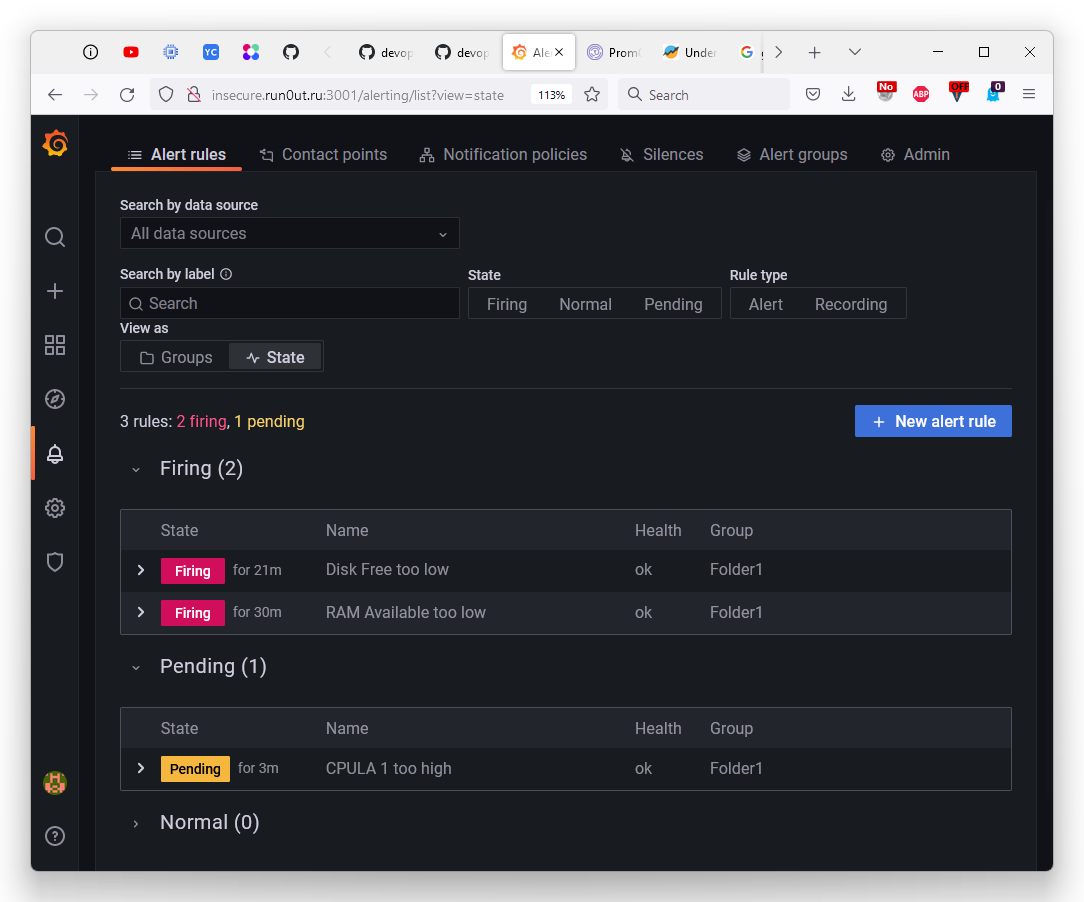 YC
devop
devop
Ale
Prom
Under
insecure.run0ut.ru:3001/alerting/list?view=state
113%
Search
No
ABP
OFF
0
Alert rules
Contact points
Notification policies
Silences
Alert groups
Admin
Search by data source
All data sources
Search by label
State
Rule type
Search
Firing
Normal
Pending
Alert
Recording
View as
Groups
State
3 rules: 2 firing, 1 pending
+ New alert rule
Firing (2)
State Name Health Group
Firing for 21m Disk Free too low ok Folder1
Firing for 30m RAM Available too low ok Folder1
Pending (1)
State Name Health Group
Pending for 3m CPULA 1 too high ok Folder1
Normal (0)